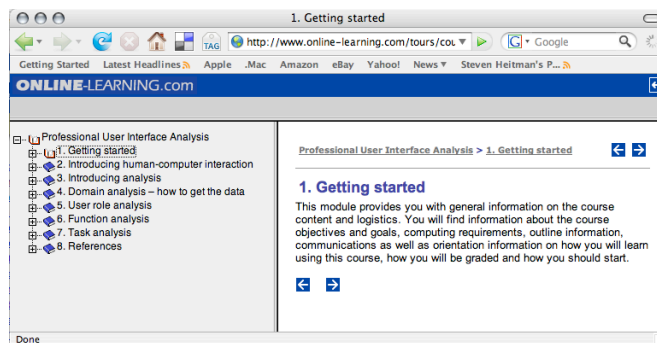 1. Getting started
TAG
http://www.online-learning.com/tours/cou
G Google
Getting Started Latest Headlines Apple .Mac Amazon eBay Yahoo! News Steven Heitman's P...
ONLINE-LEARNING.com
Professional User Interface Analysis
1. Getting started
2. Introducing human-computer interaction
3. Introducing analysis
4. Domain analysis – how to get the data
5. User role analysis
6. Function analysis
7. Task analysis
8. References
Professional User Interface Analysis > 1. Getting started
1. Getting started
This module provides you with general information on the course
content and logistics. You will find information about the course
objectives and goals, computing requirements, outline information,
communications as well as orientation information on how you will learn
using this course, how you will be graded and how you should start.
Done